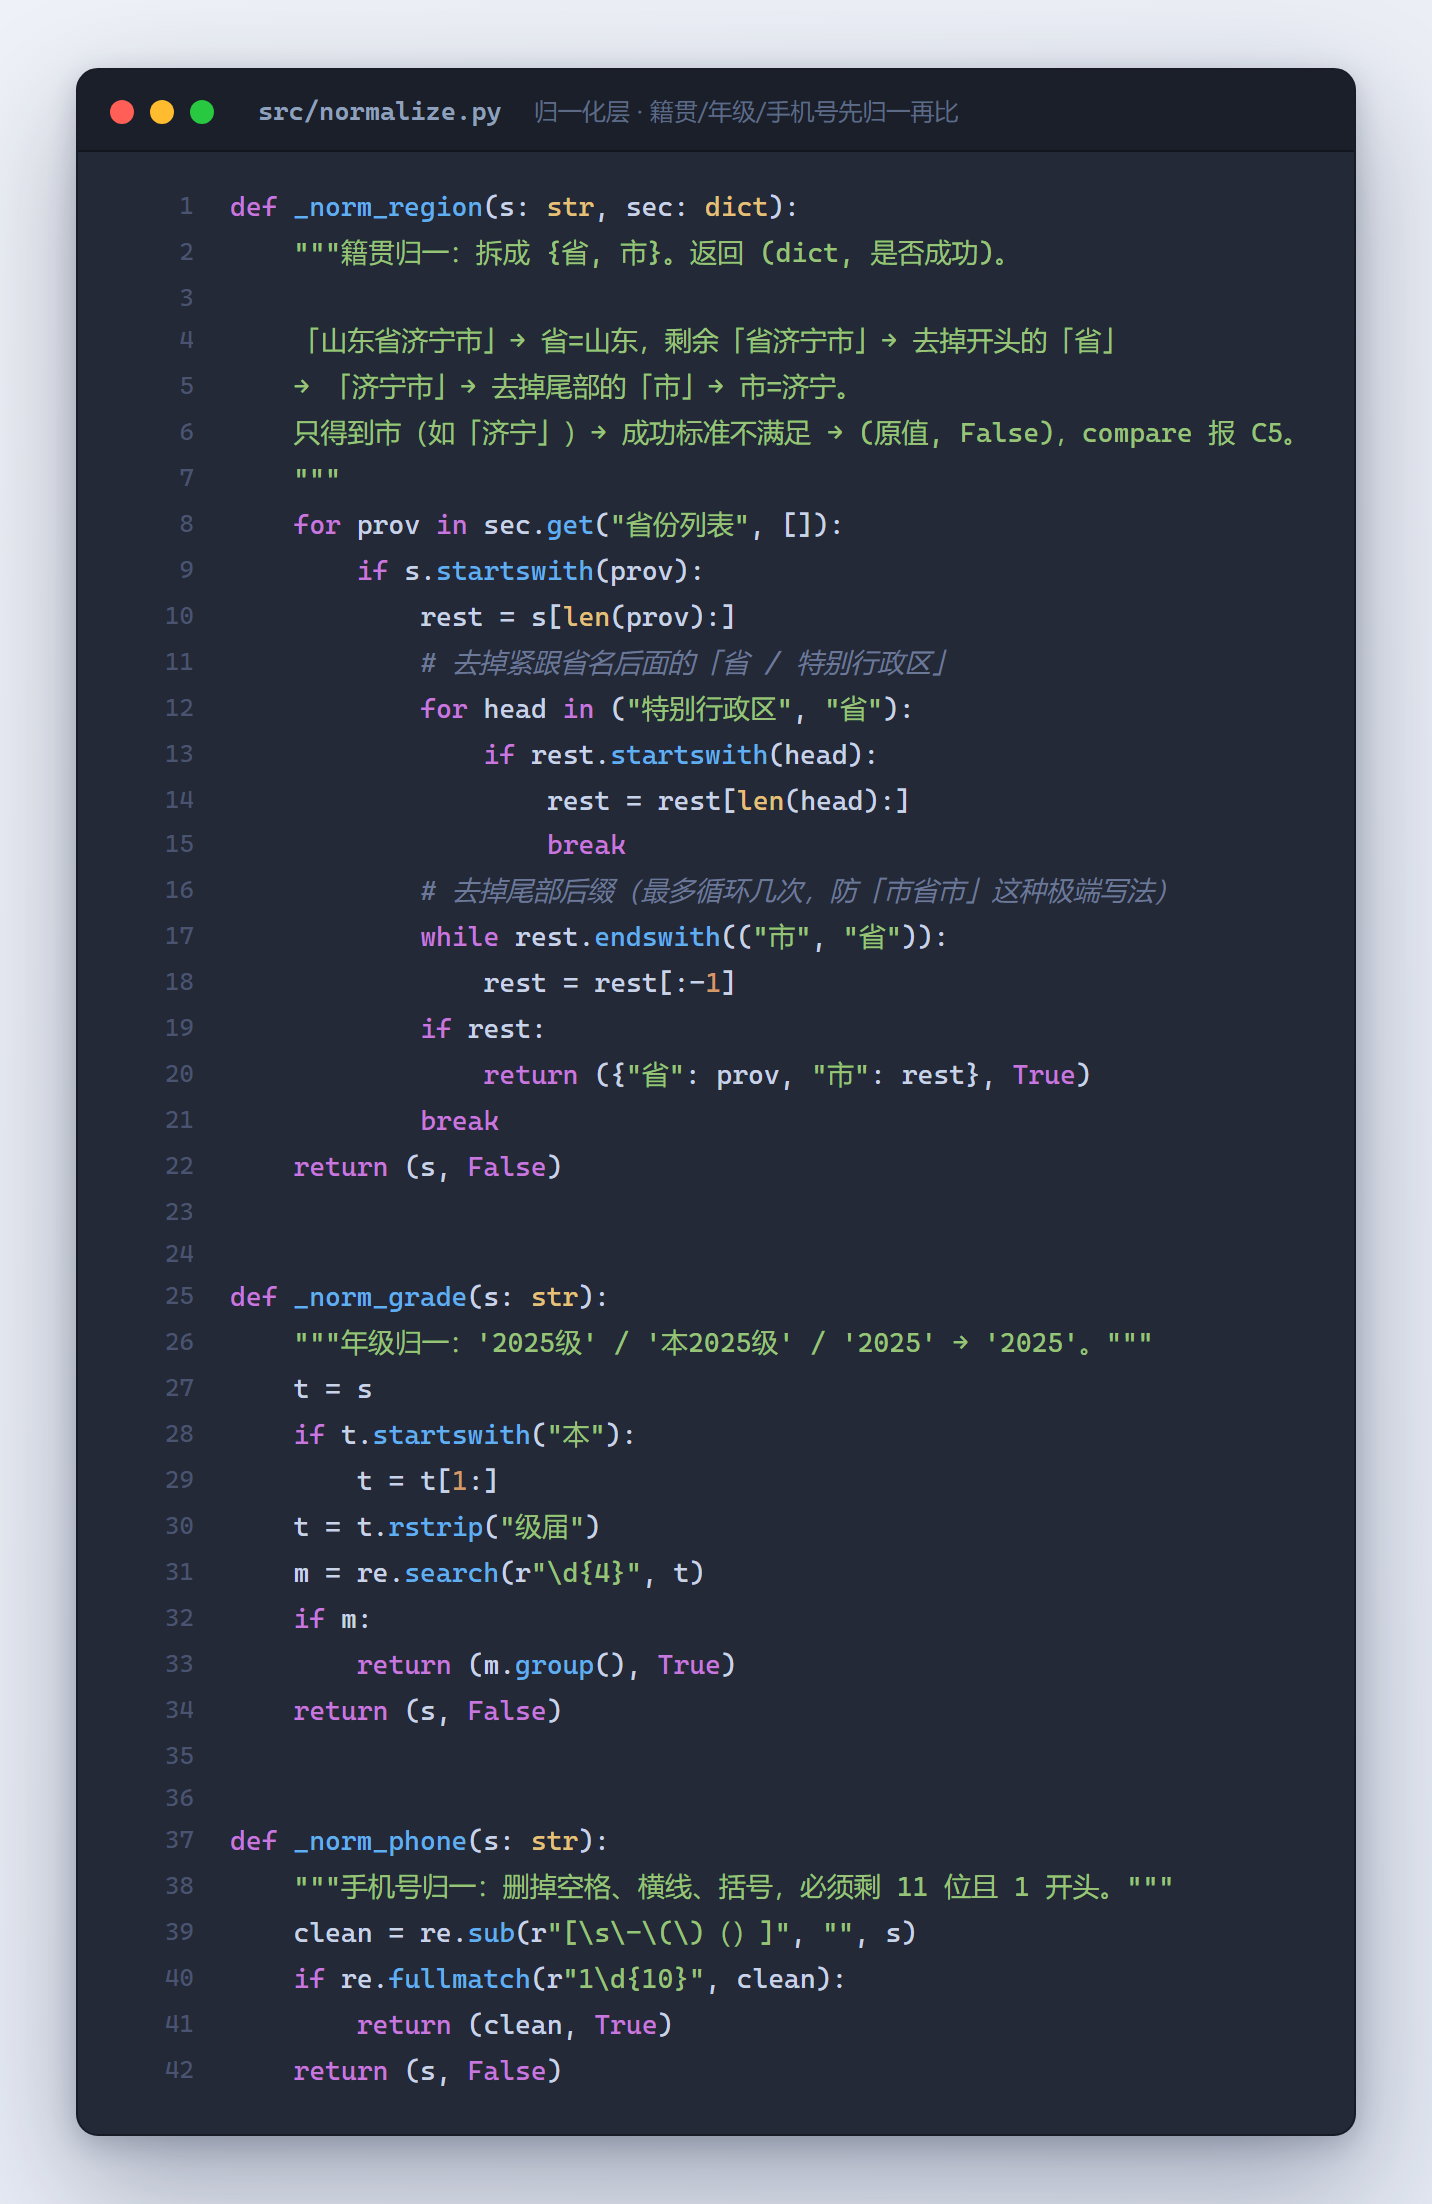 src/normalize.py 归一化层 · 籍贯/年级/手机号先归一再比
1 def _norm_region(s: str, sec: dict):
2     """籍贯归一：拆成 {省, 市}。返回 (dict, 是否成功)。
3
4     「山东省济宁市」→ 省=山东，剩余「省济宁市」→ 去掉开头的「省」
5     → 「济宁市」→ 去掉尾部的「市」→ 市=济宁。
6     只得到市（如「济宁」）→ 成功标准不满足 → (原值, False)，compare 报 C5。
7     """
8     for prov in sec.get("省份列表", []):
9         if s.startswith(prov):
10             rest = s[len(prov):]
11             # 去掉紧跟省名后面的「省 / 特别行政区」
12             for head in ("特别行政区", "省"):
13                 if rest.startswith(head):
14                     rest = rest[len(head):]
15                     break
16             # 去掉尾部后缀（最多循环几次，防「市省市」这种极端写法）
17             while rest.endswith(("市", "省")):
18                 rest = rest[:-1]
19             if rest:
20                 return ({"省": prov, "市": rest}, True)
21             break
22     return (s, False)
23
24
25 def _norm_grade(s: str):
26     """年级归一：'2025级' / '本2025级' / '2025' → '2025'。"""
27     t = s
28     if t.startswith("本"):
29         t = t[1:]
30     t = t.rstrip("级届")
31     m = re.search(r"\d{4}", t)
32     if m:
33         return (m.group(), True)
34     return (s, False)
35
36
37 def _norm_phone(s: str):
38     """手机号归一：删掉空格、横线、括号，必须剩 11 位且 1 开头。"""
39     clean = re.sub(r"[\s\-\(\)（）]", "", s)
40     if re.fullmatch(r"1\d{10}", clean):
41         return (clean, True)
42     return (s, False)